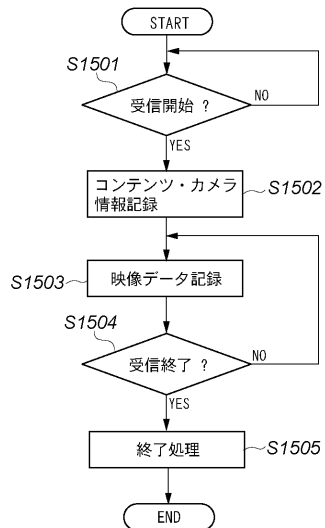 START
S1501
受信開始 ?
NO
YES
コンテンツ・カメラ
情報記録
S1502
S1503
映像データ記録
S1504
受信終了 ?
NO
YES
終了処理
S1505
END